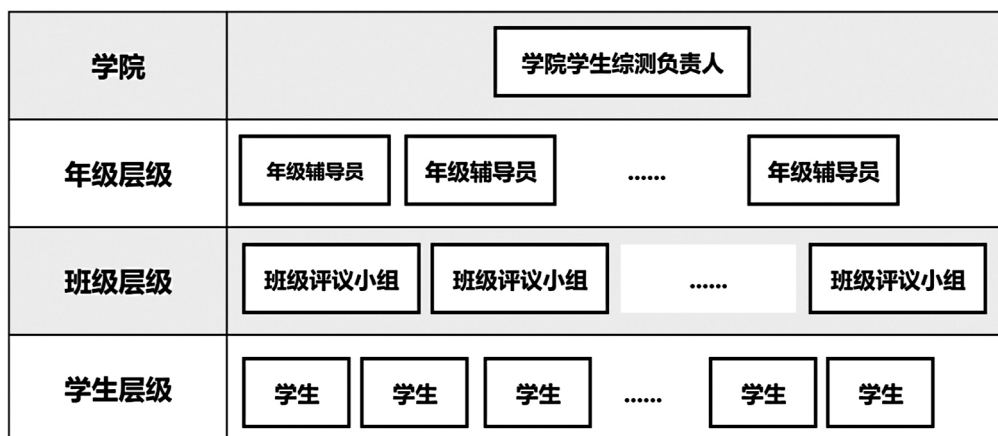 学院
学院学生综测负责人
年级层级
年级辅导员 年级辅导员 ...... 年级辅导员
班级层级
班级评议小组 班级评议小组 ...... 班级评议小组
学生层级
学生 学生 学生 ...... 学生 学生